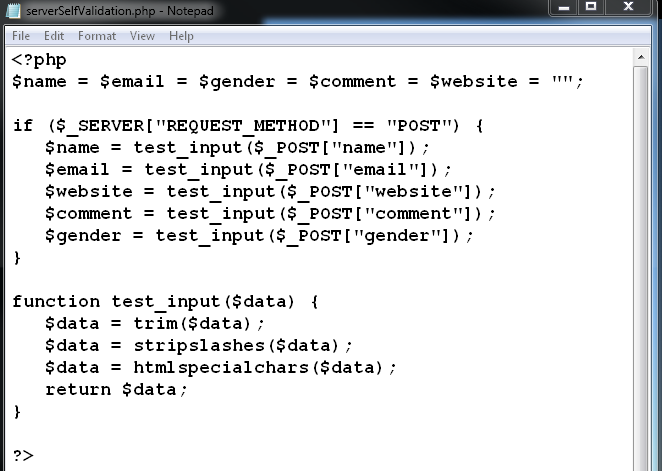 serverSelfValidation.php - Notepad
File Edit Format View Help
<?php
$name = $email = $gender = $comment = $website = "";
if ($_SERVER["REQUEST_METHOD"] == "POST") {
$name = test_input($_POST["name"]);
$email = test_input($_POST["email"]);
$website = test_input($_POST["website"]);
$comment = test_input($_POST["comment"]);
$gender = test_input($_POST["gender"]);
}
function test_input($data) {
$data = trim($data);
$data = stripslashes($data);
$data = htmlspecialchars($data);
return $data;
}
?>